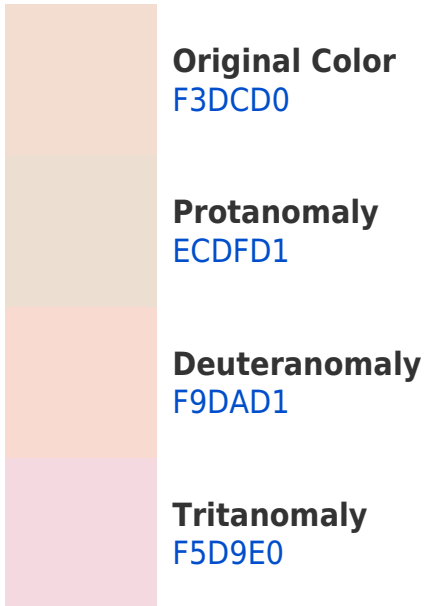 Original Color
F3DCD0
Protanomaly
ECDFD1
Deuteranomaly
F9DAD1
Tritanomaly
F5D9E0